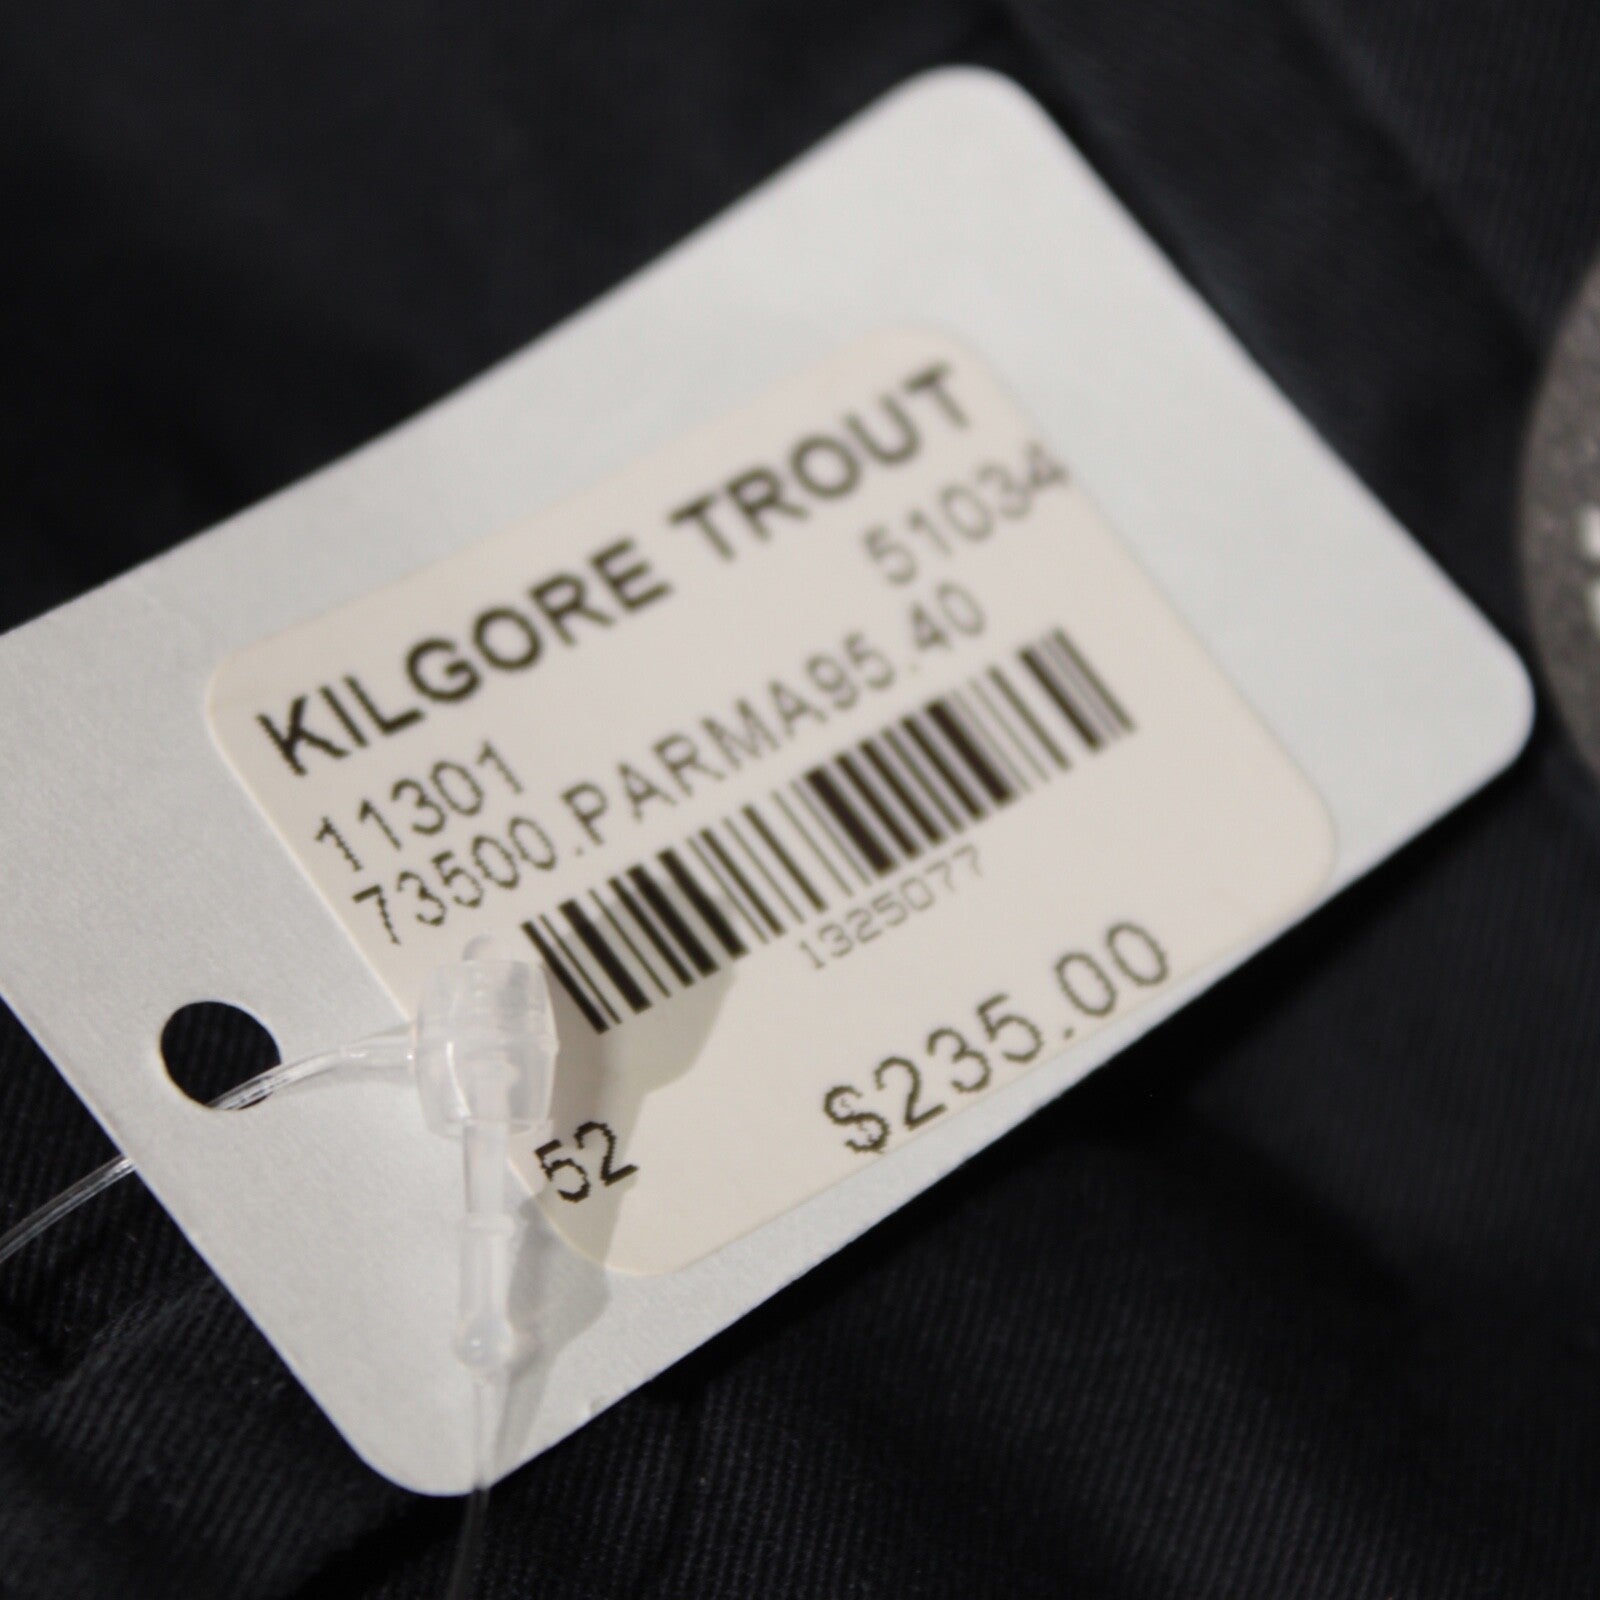 KILGORE TROUT
11301 51034
73500.PARMA95.40
1325077
52 $235.00